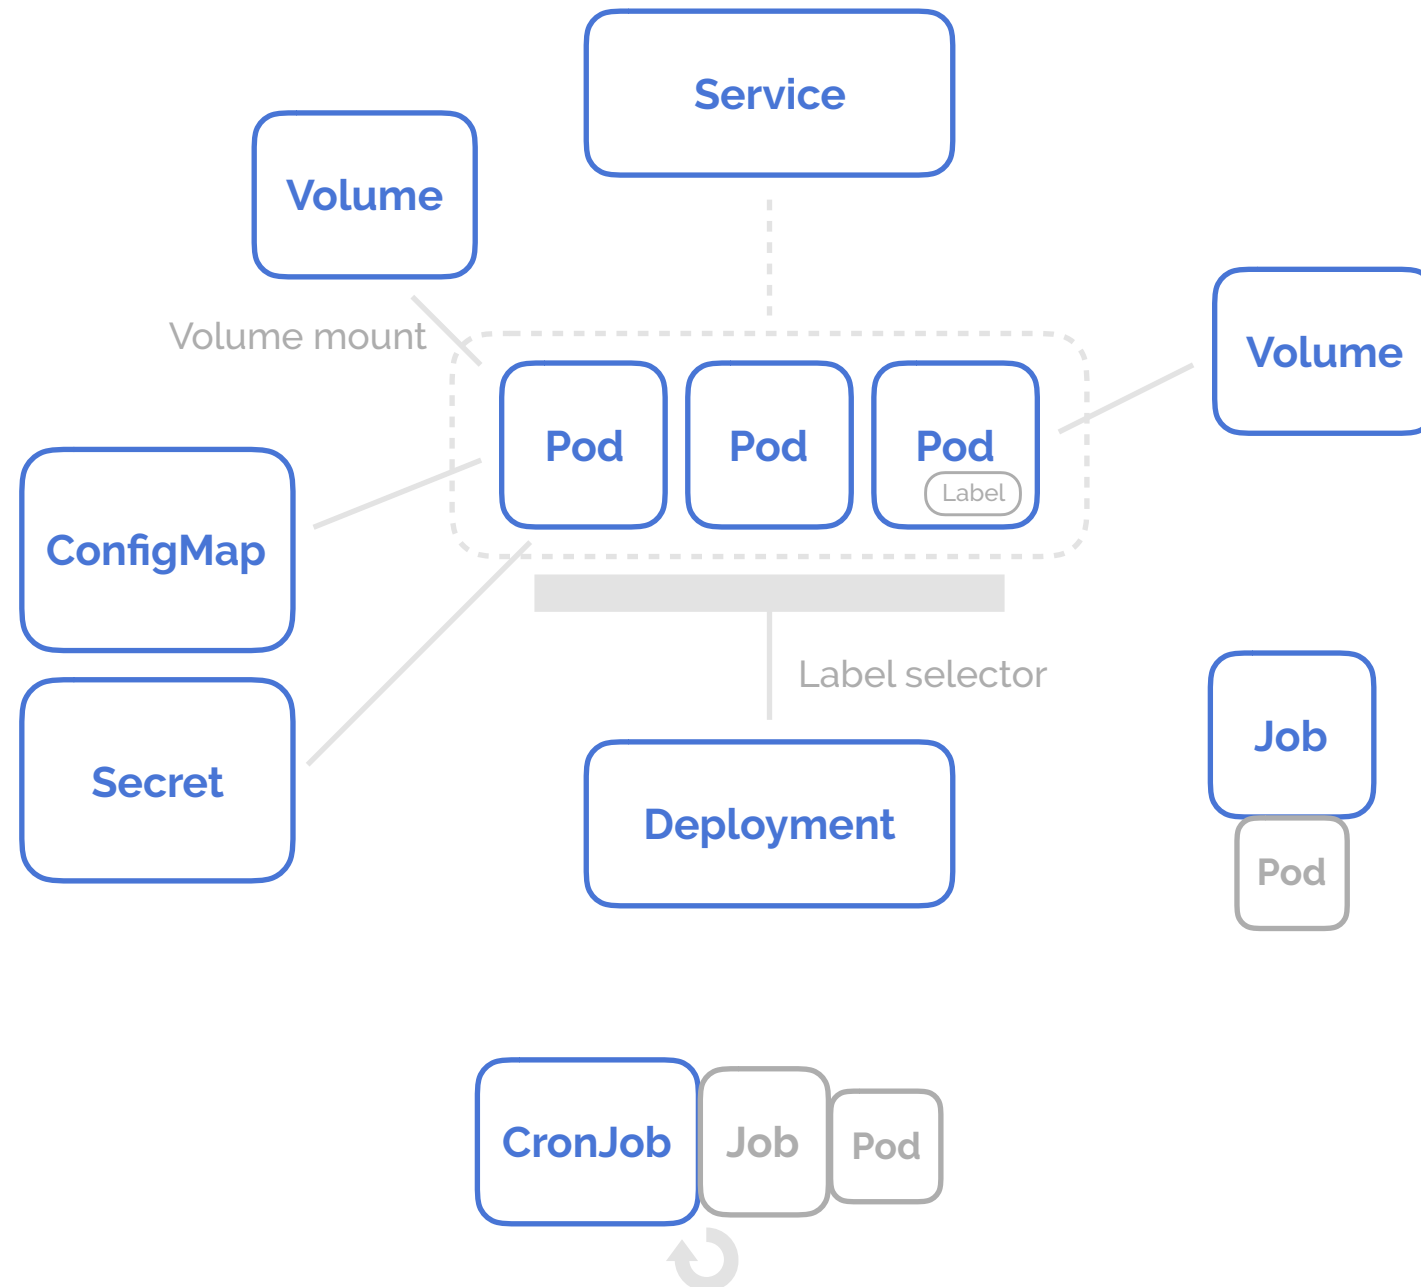 Service
Volume
Volume mount
Volume
Pod
Pod
Pod
Label
ConfigMap
Label selector
Secret
Deployment
Job
Pod
CronJob
Job
Pod